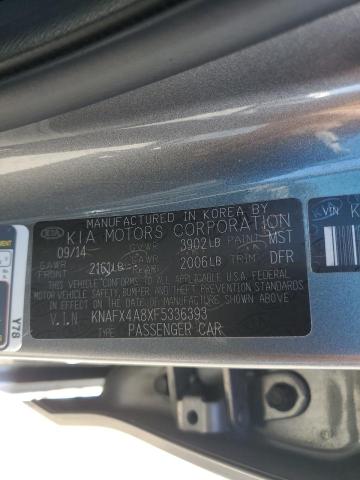 MANUFACTURED IN KOREA BY
KIA KIA MOTORS CORPORATION
09/14 GVWR 3902LB PAINT MST
GAWR FRONT 2161LB 2006LB TRIM DFR
THIS VEHICLE CONFORMS TO ALL APPLICABLE
U.S.A. FEDERAL MOTOR VEHICLE SAFETY, BUMPER,
AND THEFT PREVENTION STANDARDS IN EFFECT ON
THE DATE OF MANUFACTURE SHOWN ABOVE.
V.I.N. KNAFX4A8XF5336393
TYPE: PASSENGER CAR
Y78
VIN K